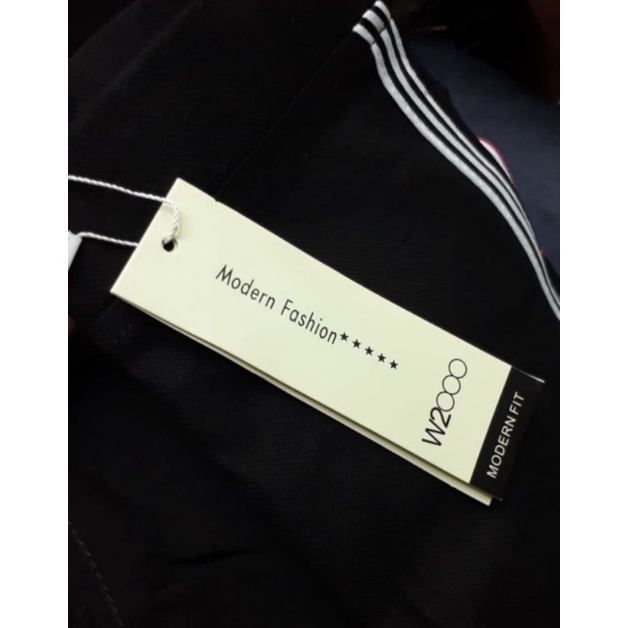 Modern Fashion★★★★★
W2000
MODERN FIT